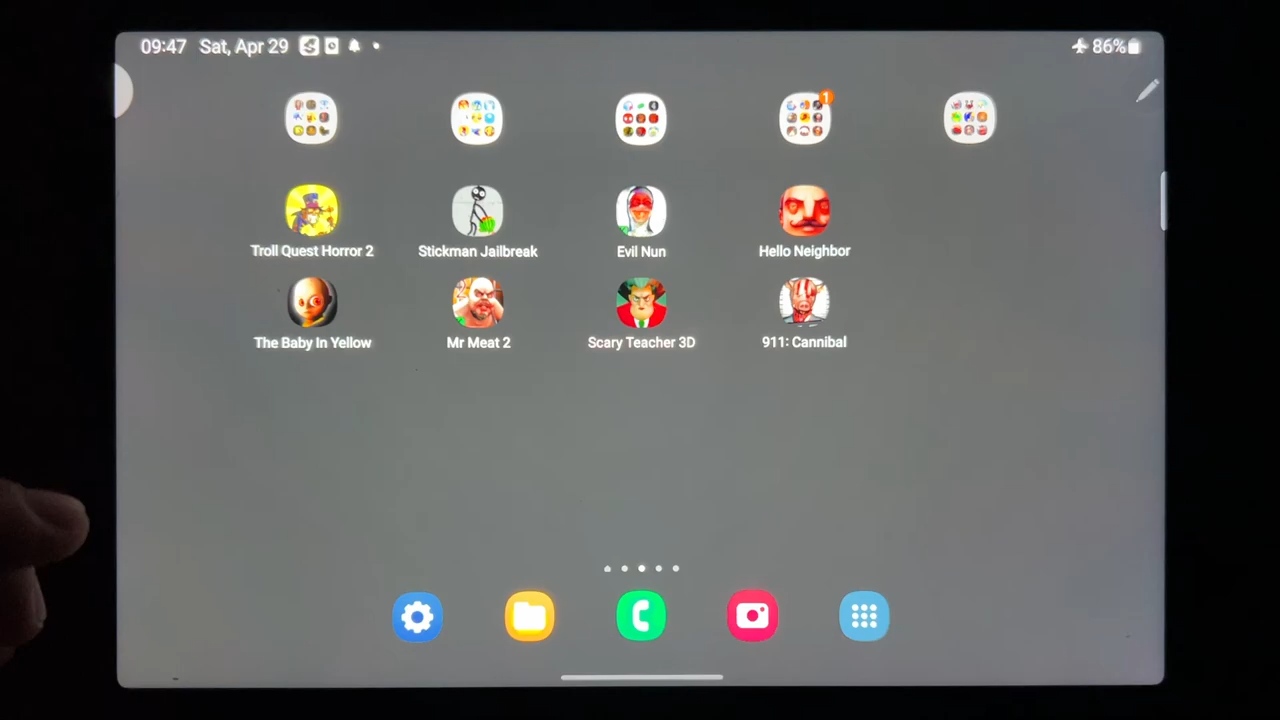 09:47 Sat, Apr 29 86%
1
Troll Quest Horror 2 Stickman Jailbreak Evil Nun Hello Neighbor
The Baby In Yellow Mr Meat 2 Scary Teacher 3D 911: Cannibal